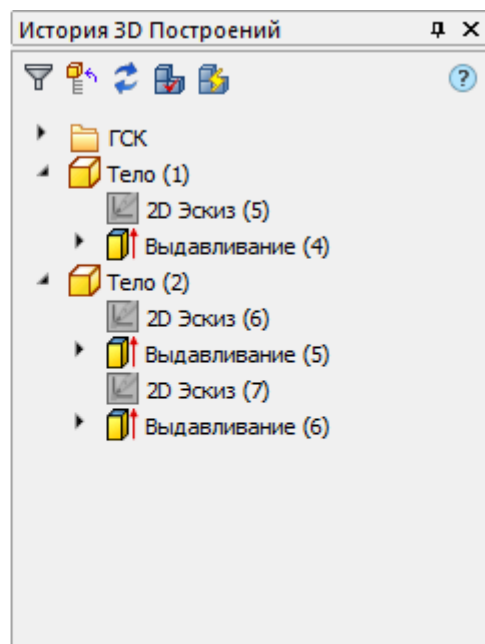 История 3D Построений
?
ГСК
Тело (1)
2D Эскиз (5)
Выдавливание (4)
Тело (2)
2D Эскиз (6)
Выдавливание (5)
2D Эскиз (7)
Выдавливание (6)